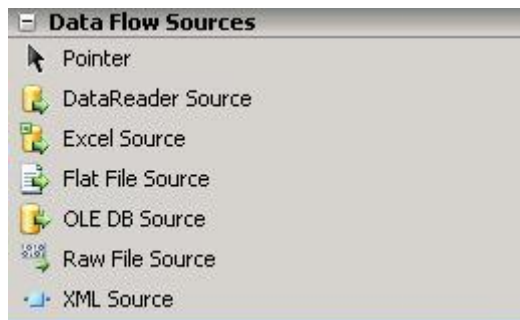 Data Flow Sources
Pointer
DataReader Source
Excel Source
Flat File Source
OLE DB Source
Raw File Source
XML Source